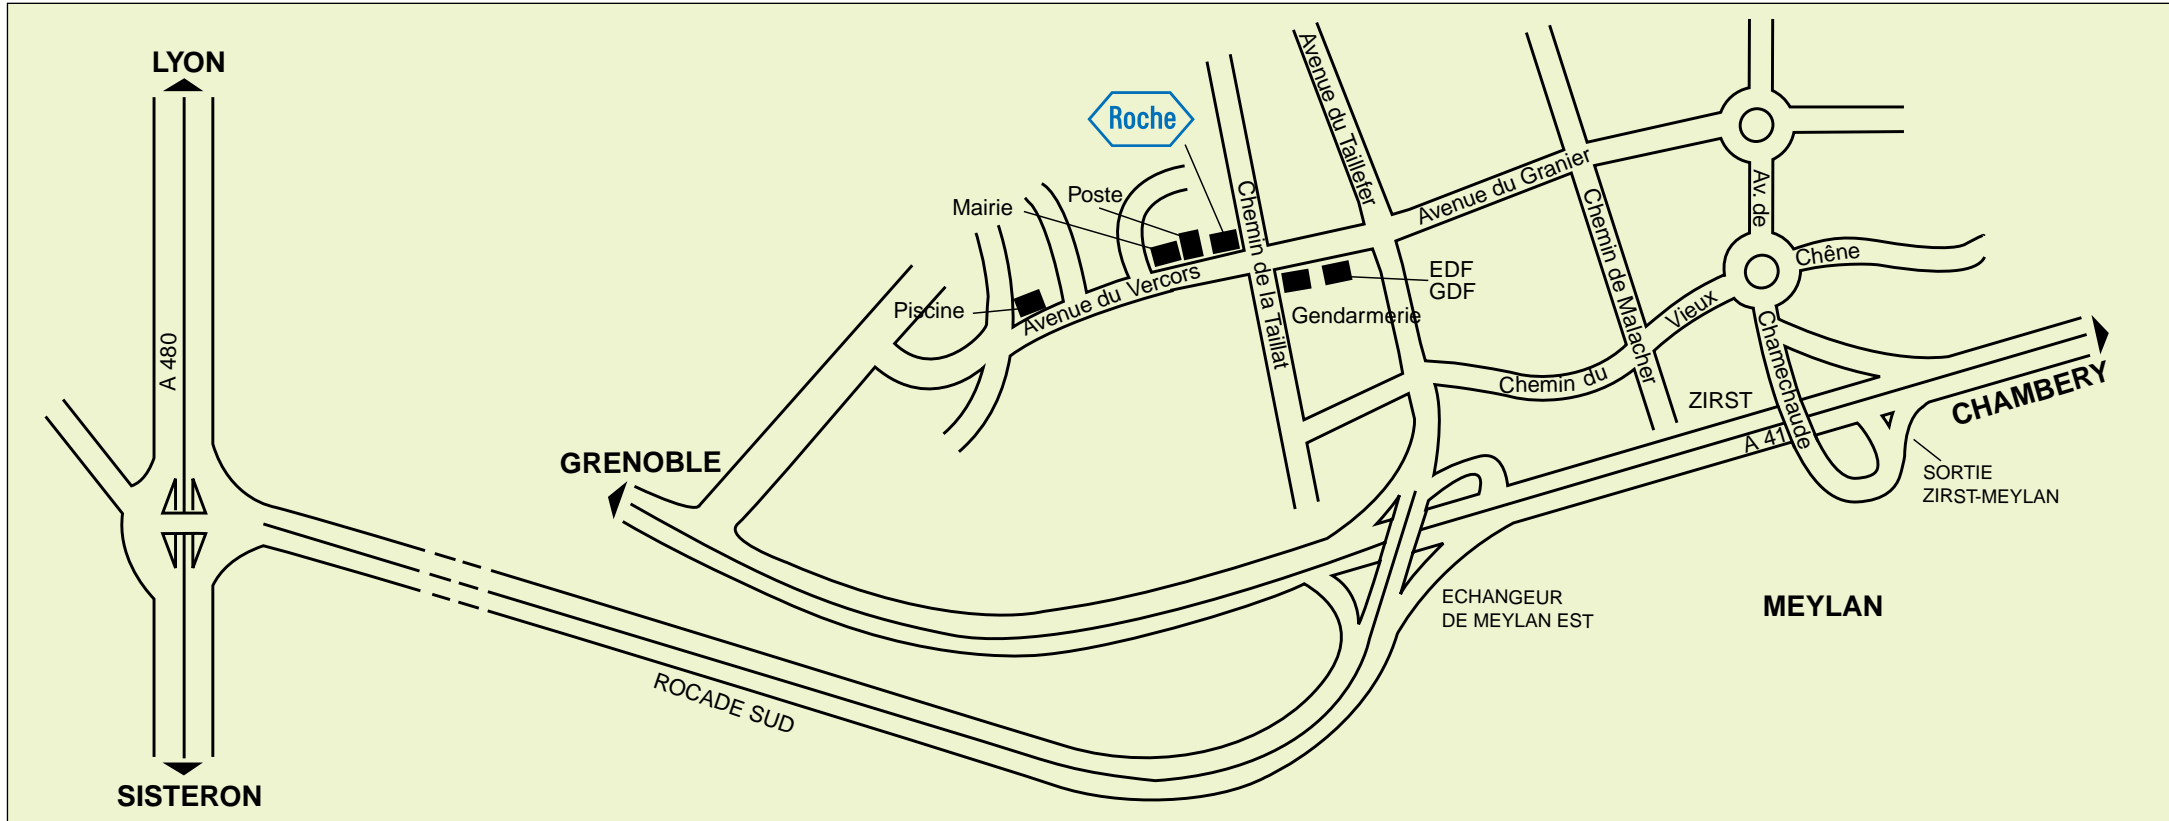 LYON
Roche
Avenue du Taillefer
Poste
Mairie
Avenue du Granier
Av. de
Chemin de la Taillat
Chemin de Malacher
Chêne
EDF
GDF
Piscine
Avenue du Vercors
Gendarmerie
Vieux
Chamechaude
A 480
Chemin du
ZIRST
CHAMBERY
A 41
GRENOBLE
SORTIE
ZIRST-MEYLAN
ECHANGEUR
DE MEYLAN EST
MEYLAN
ROCADE SUD
SISTERON